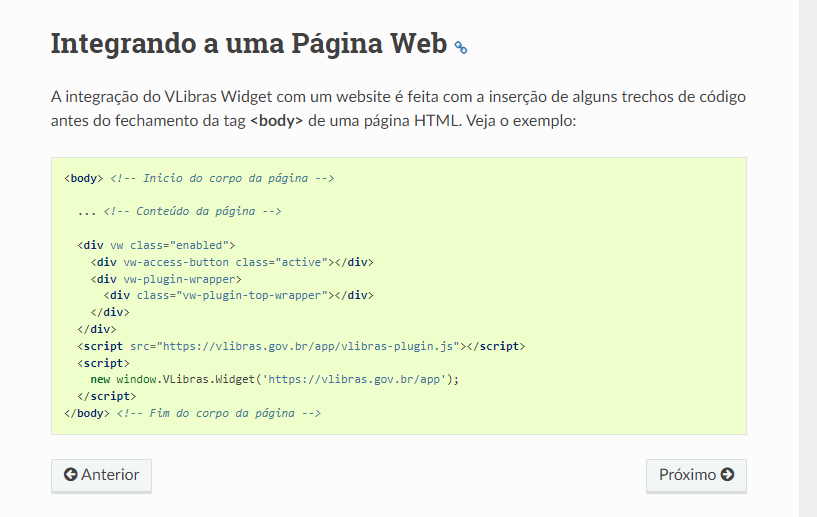 Integrando a uma Página Web
A integração do VLibras Widget com um website é feita com a inserção de alguns trechos de código
antes do fechamento da tag <body> de uma página HTML. Veja o exemplo:
<body> <!-- Inicio do corpo da página -->
... <!-- Conteúdo da página -->
<div vw class="enabled">
<div vw-access-button class="active"></div>
<div vw-plugin-wrapper>
<div class="vw-plugin-top-wrapper"></div>
</div>
</div>
<script src="https://vlibras.gov.br/app/vlibras-plugin.js"></script>
<script>
new window.VLibras.Widget('https://vlibras.gov.br/app');
</script>
</body> <!-- Fim do corpo da página -->
Anterior
Próximo